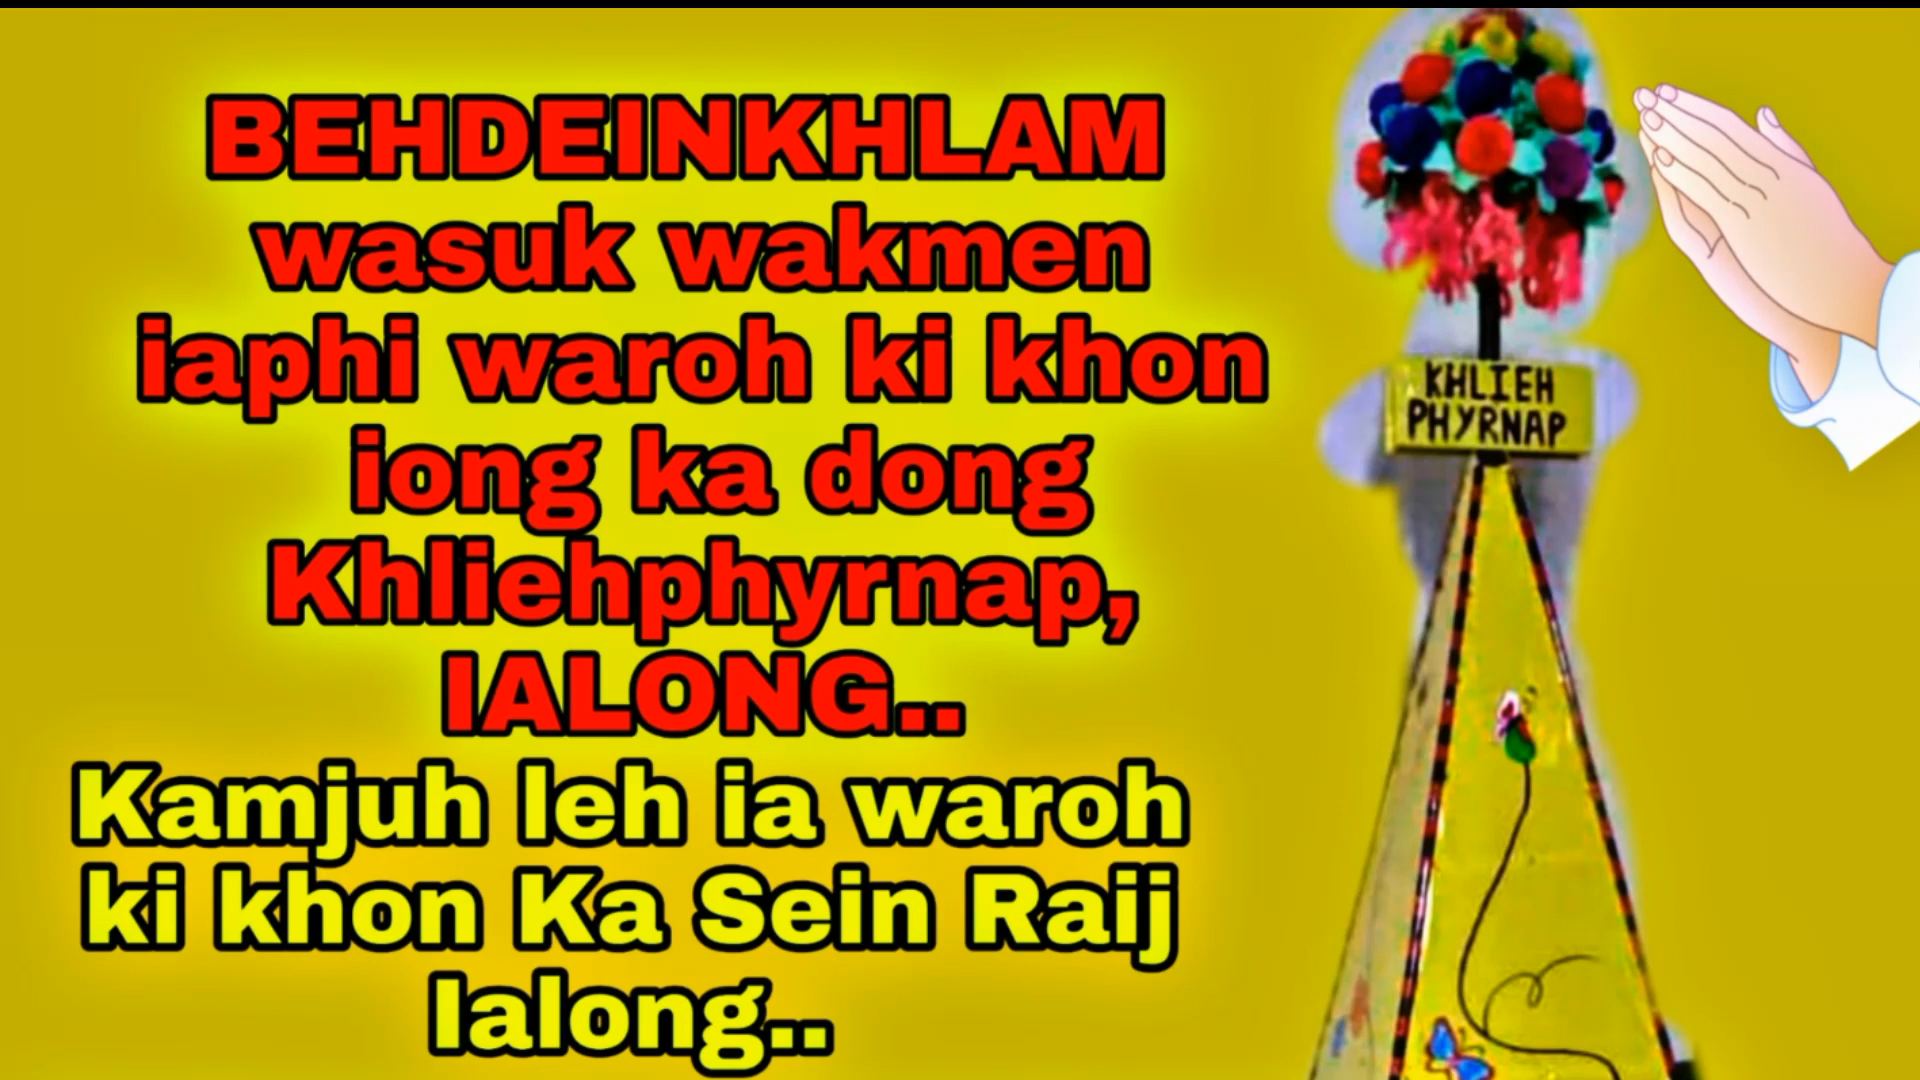 BEHDEINKHLAM
wasuk wakmen
iaphi waroh ki khon
iong ka dong
Khliehphyrnap,
IALONG..
Kamjuh leh ia waroh
ki khon Ka Sein Raij
Ialong..
KHLIEH
PHYRNAP